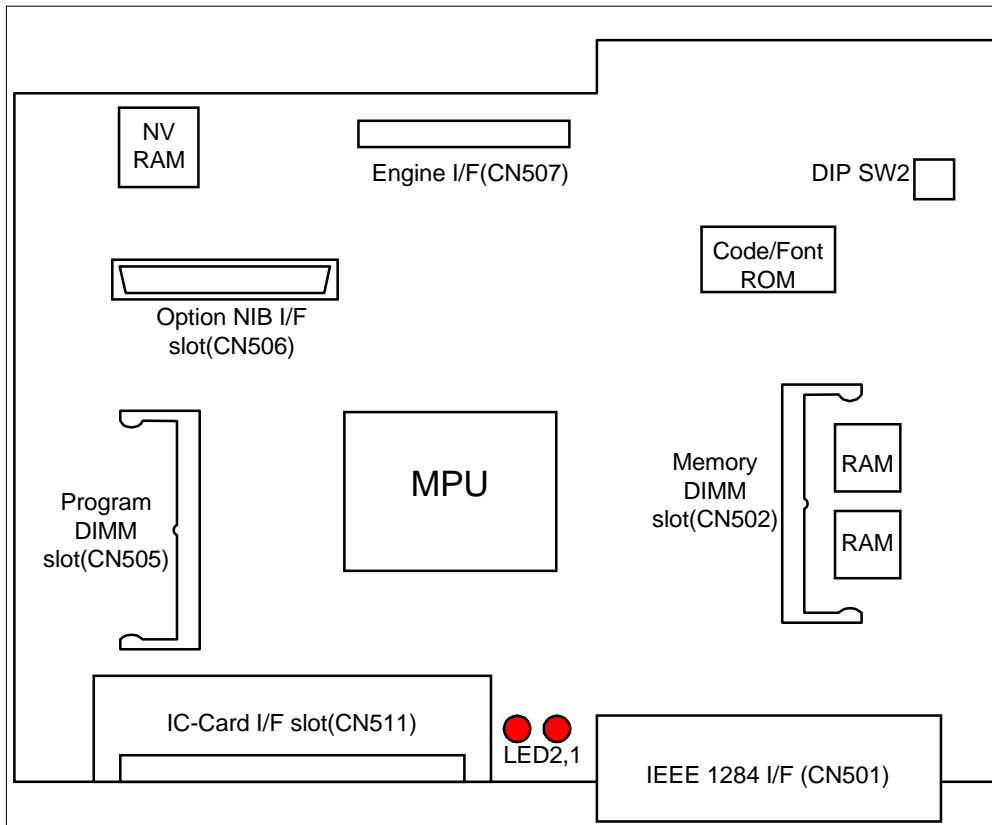 NV
RAM
Engine I/F(CN507)
DIP SW2
Code/Font
ROM
Option NIB I/F
slot(CN506)
Program
DIMM
slot(CN505)
MPU
Memory
DIMM
slot(CN502)
RAM
RAM
IC-Card I/F slot(CN511)
LED2,1
IEEE 1284 I/F (CN501)